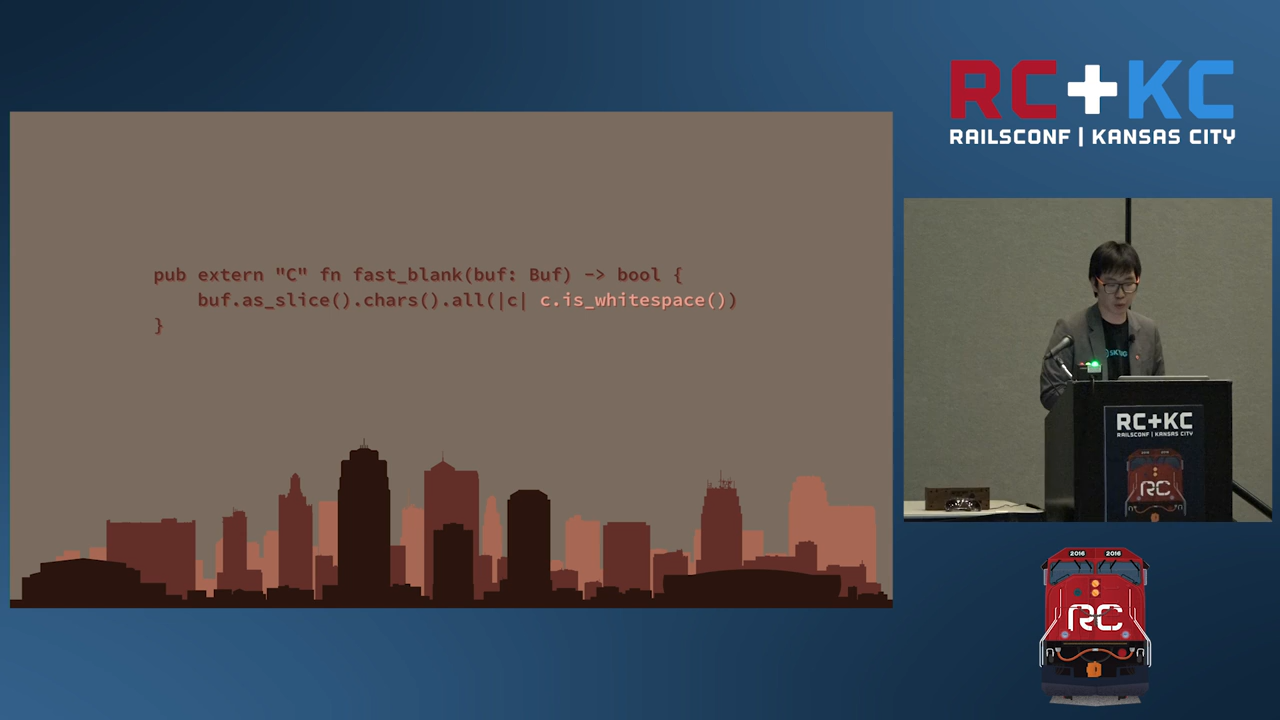 RC+KC
RAILSCONF | KANSAS CITY
pub extern "C" fn fast_blank(buf: Buf) -> bool {
    buf.as_slice().chars().all(|c| c.is_whitespace())
}
RC+KC
RAILSCONF | KANSAS CITY
RC
2016 2016
RC